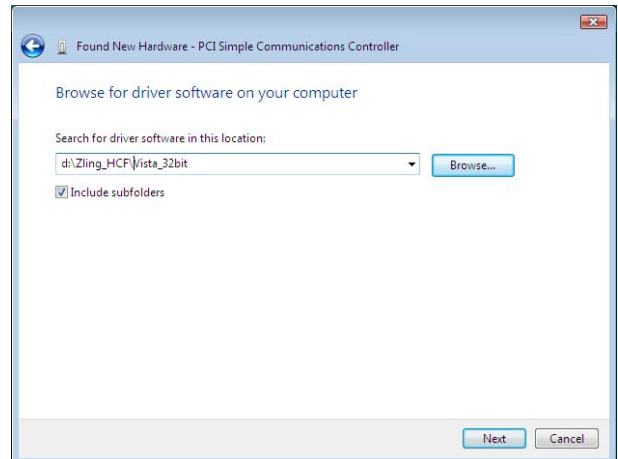 Found New Hardware - PCI Simple Communications Controller
Browse for driver software on your computer
Search for driver software in this location:
d:\Zling_HCF\Vista_32bit
Browse...
Include subfolders
Next
Cancel